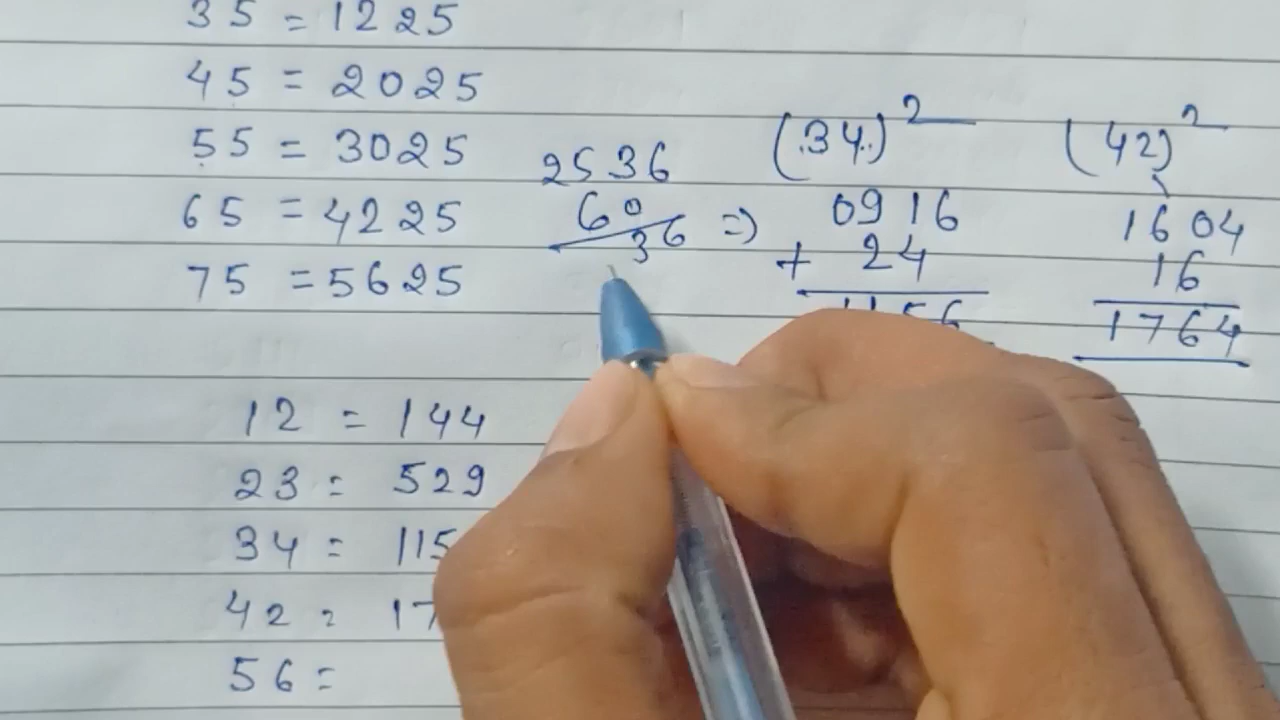 35 = 1225
45 = 2025
55 = 3025
65 = 4225
75 = 5625
2536
60
36 =)
(34)²
0916
+ 24
1156
(42)²
1604
16
1764
12 = 144
23 = 529
34 = 115
42 = 17
56 =